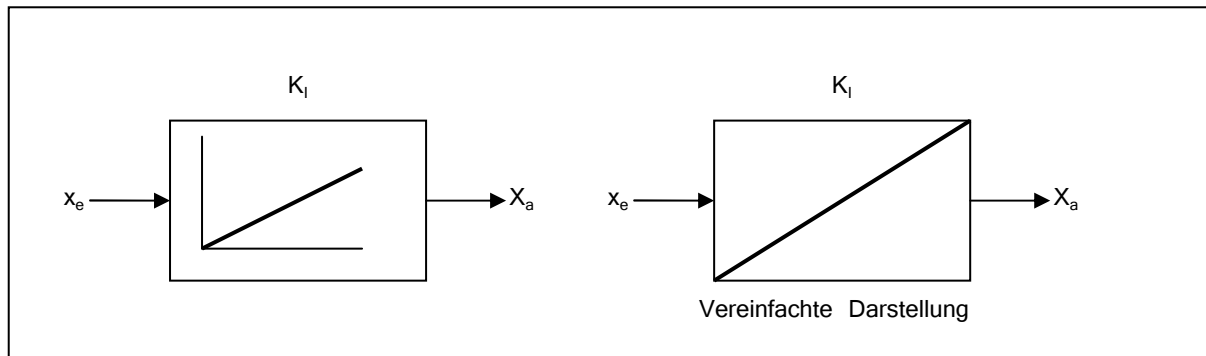 K_I K_I
x_e X_a x_e X_a
Vereinfachte Darstellung